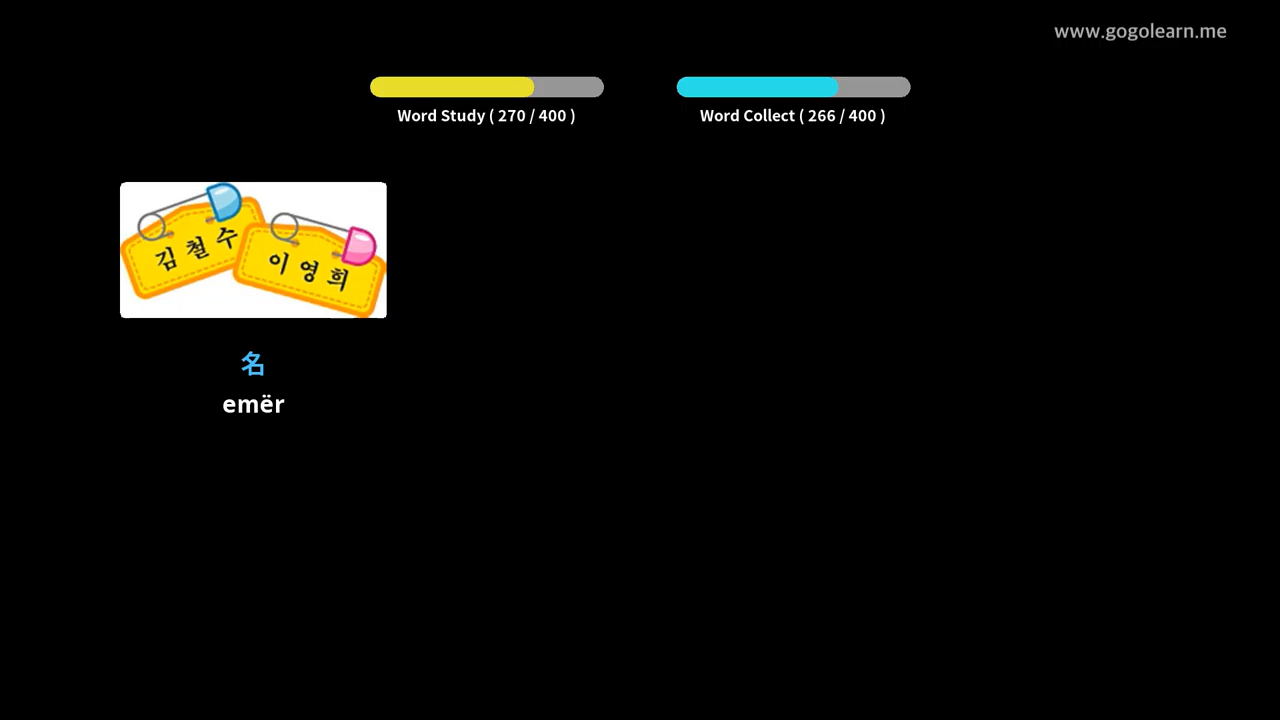 www.gogolearn.me
Word Study ( 270 / 400 )
Word Collect ( 266 / 400 )
김철수
이영희
名
emër